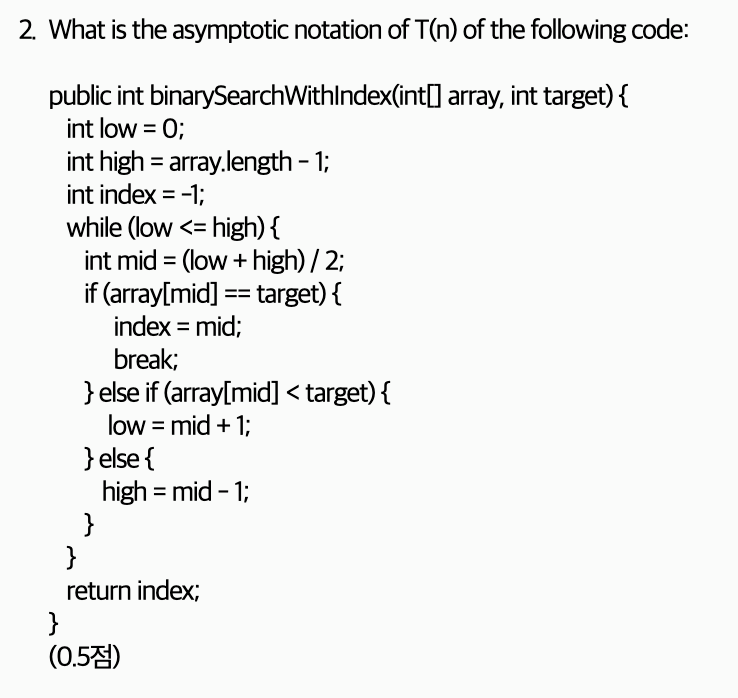 2. What is the asymptotic notation of T(n) of the following code:
public int binarySearchWithIndex(int[] array, int target) {
int low = 0;
int high = array.length - 1;
int index = -1;
while (low <= high) {
int mid = (low + high) / 2;
if (array[mid] == target) {
index = mid;
break;
} else if (array[mid] < target) {
low = mid + 1;
} else {
high = mid - 1;
}
}
return index;
}
(0.5점)